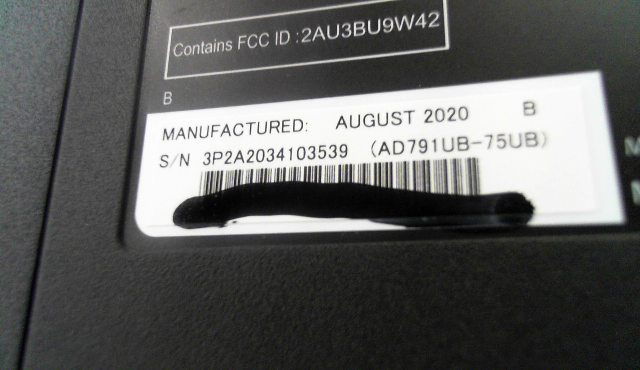 Contains FCC ID :2AU3BU9W42
B
MANUFACTURED: AUGUST 2020 B
S/N 3P2A2034103539 (AD791UB-75UB)